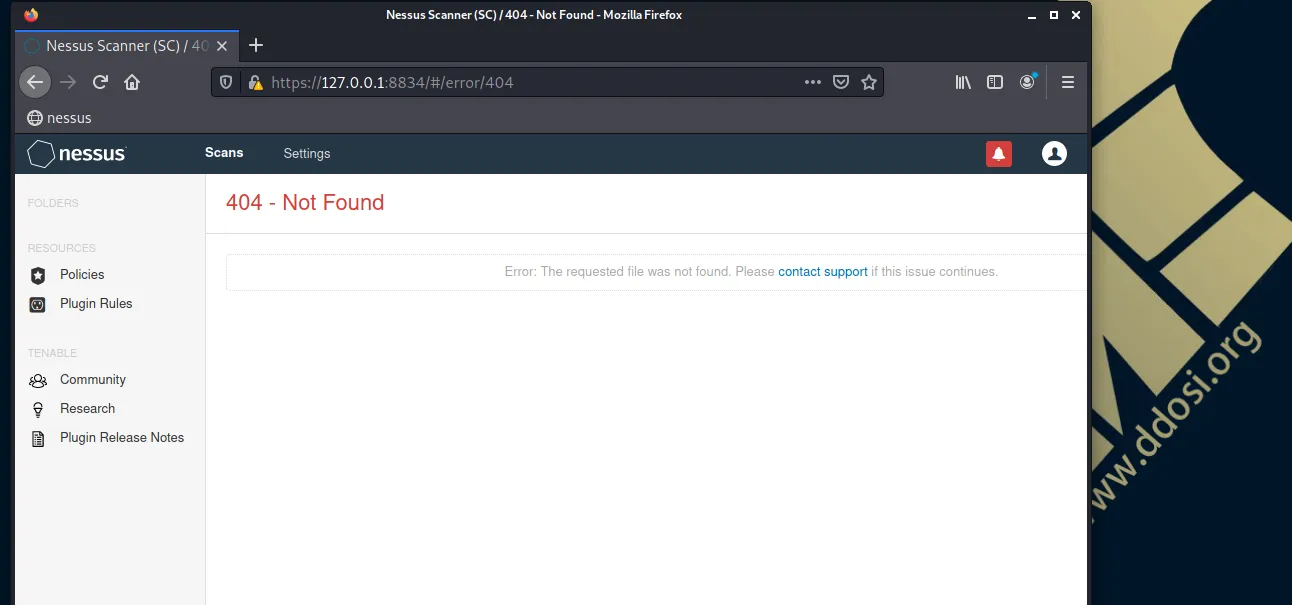 Nessus Scanner (SC) / 404 - Not Found - Mozilla Firefox
Nessus Scanner (SC) / 40
https://127.0.0.1:8834/#/error/404
nessus
nessus
Scans
Settings
FOLDERS
404 - Not Found
RESOURCES
Policies
Error: The requested file was not found. Please contact support if this issue continues.
Plugin Rules
TENABLE
Community
Research
Plugin Release Notes
www.ddosi.org